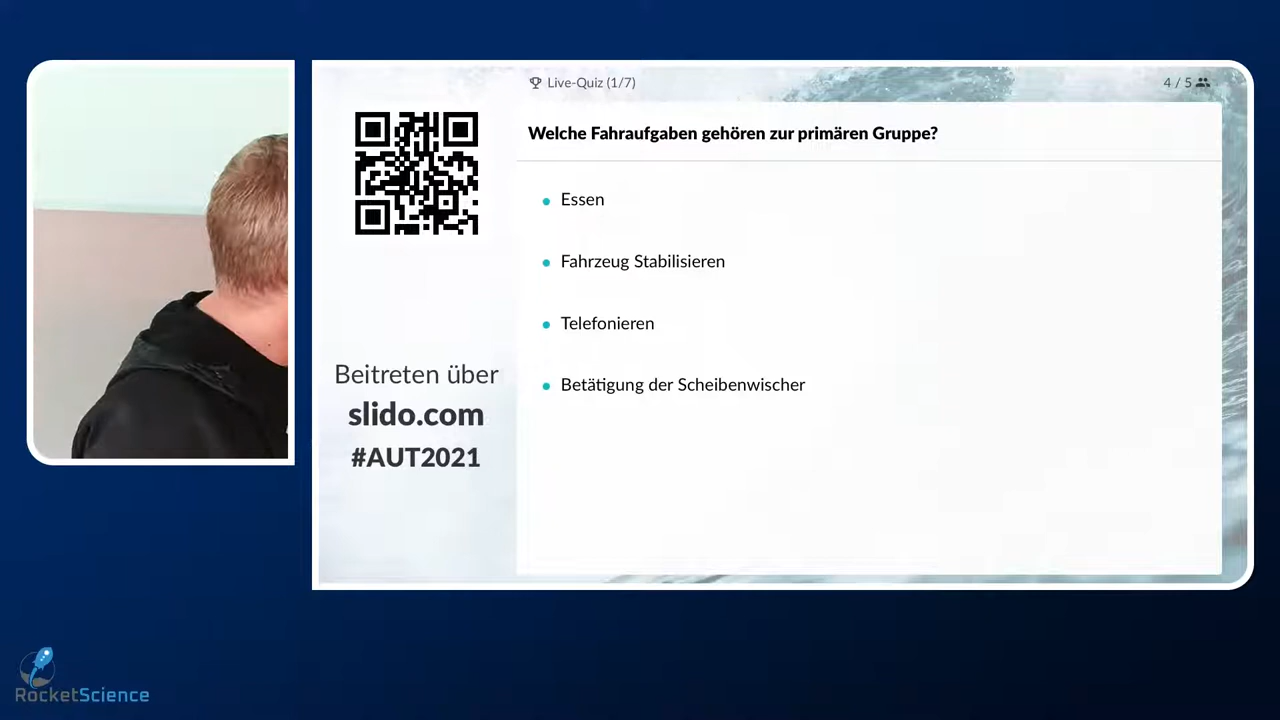 Live-Quiz (1/7)
4 / 5
Welche Fahraufgaben gehören zur primären Gruppe?
Essen
Fahrzeug Stabilisieren
Telefonieren
Betätigung der Scheibenwischer
Beitreten über
slido.com
#AUT2021
RocketScience